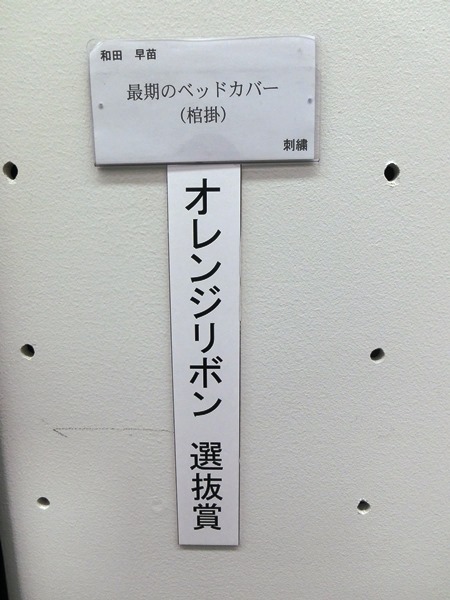 和田　早苗
最期のベッドカバー
（棺掛）
刺繍
オレンジリボン　選抜賞